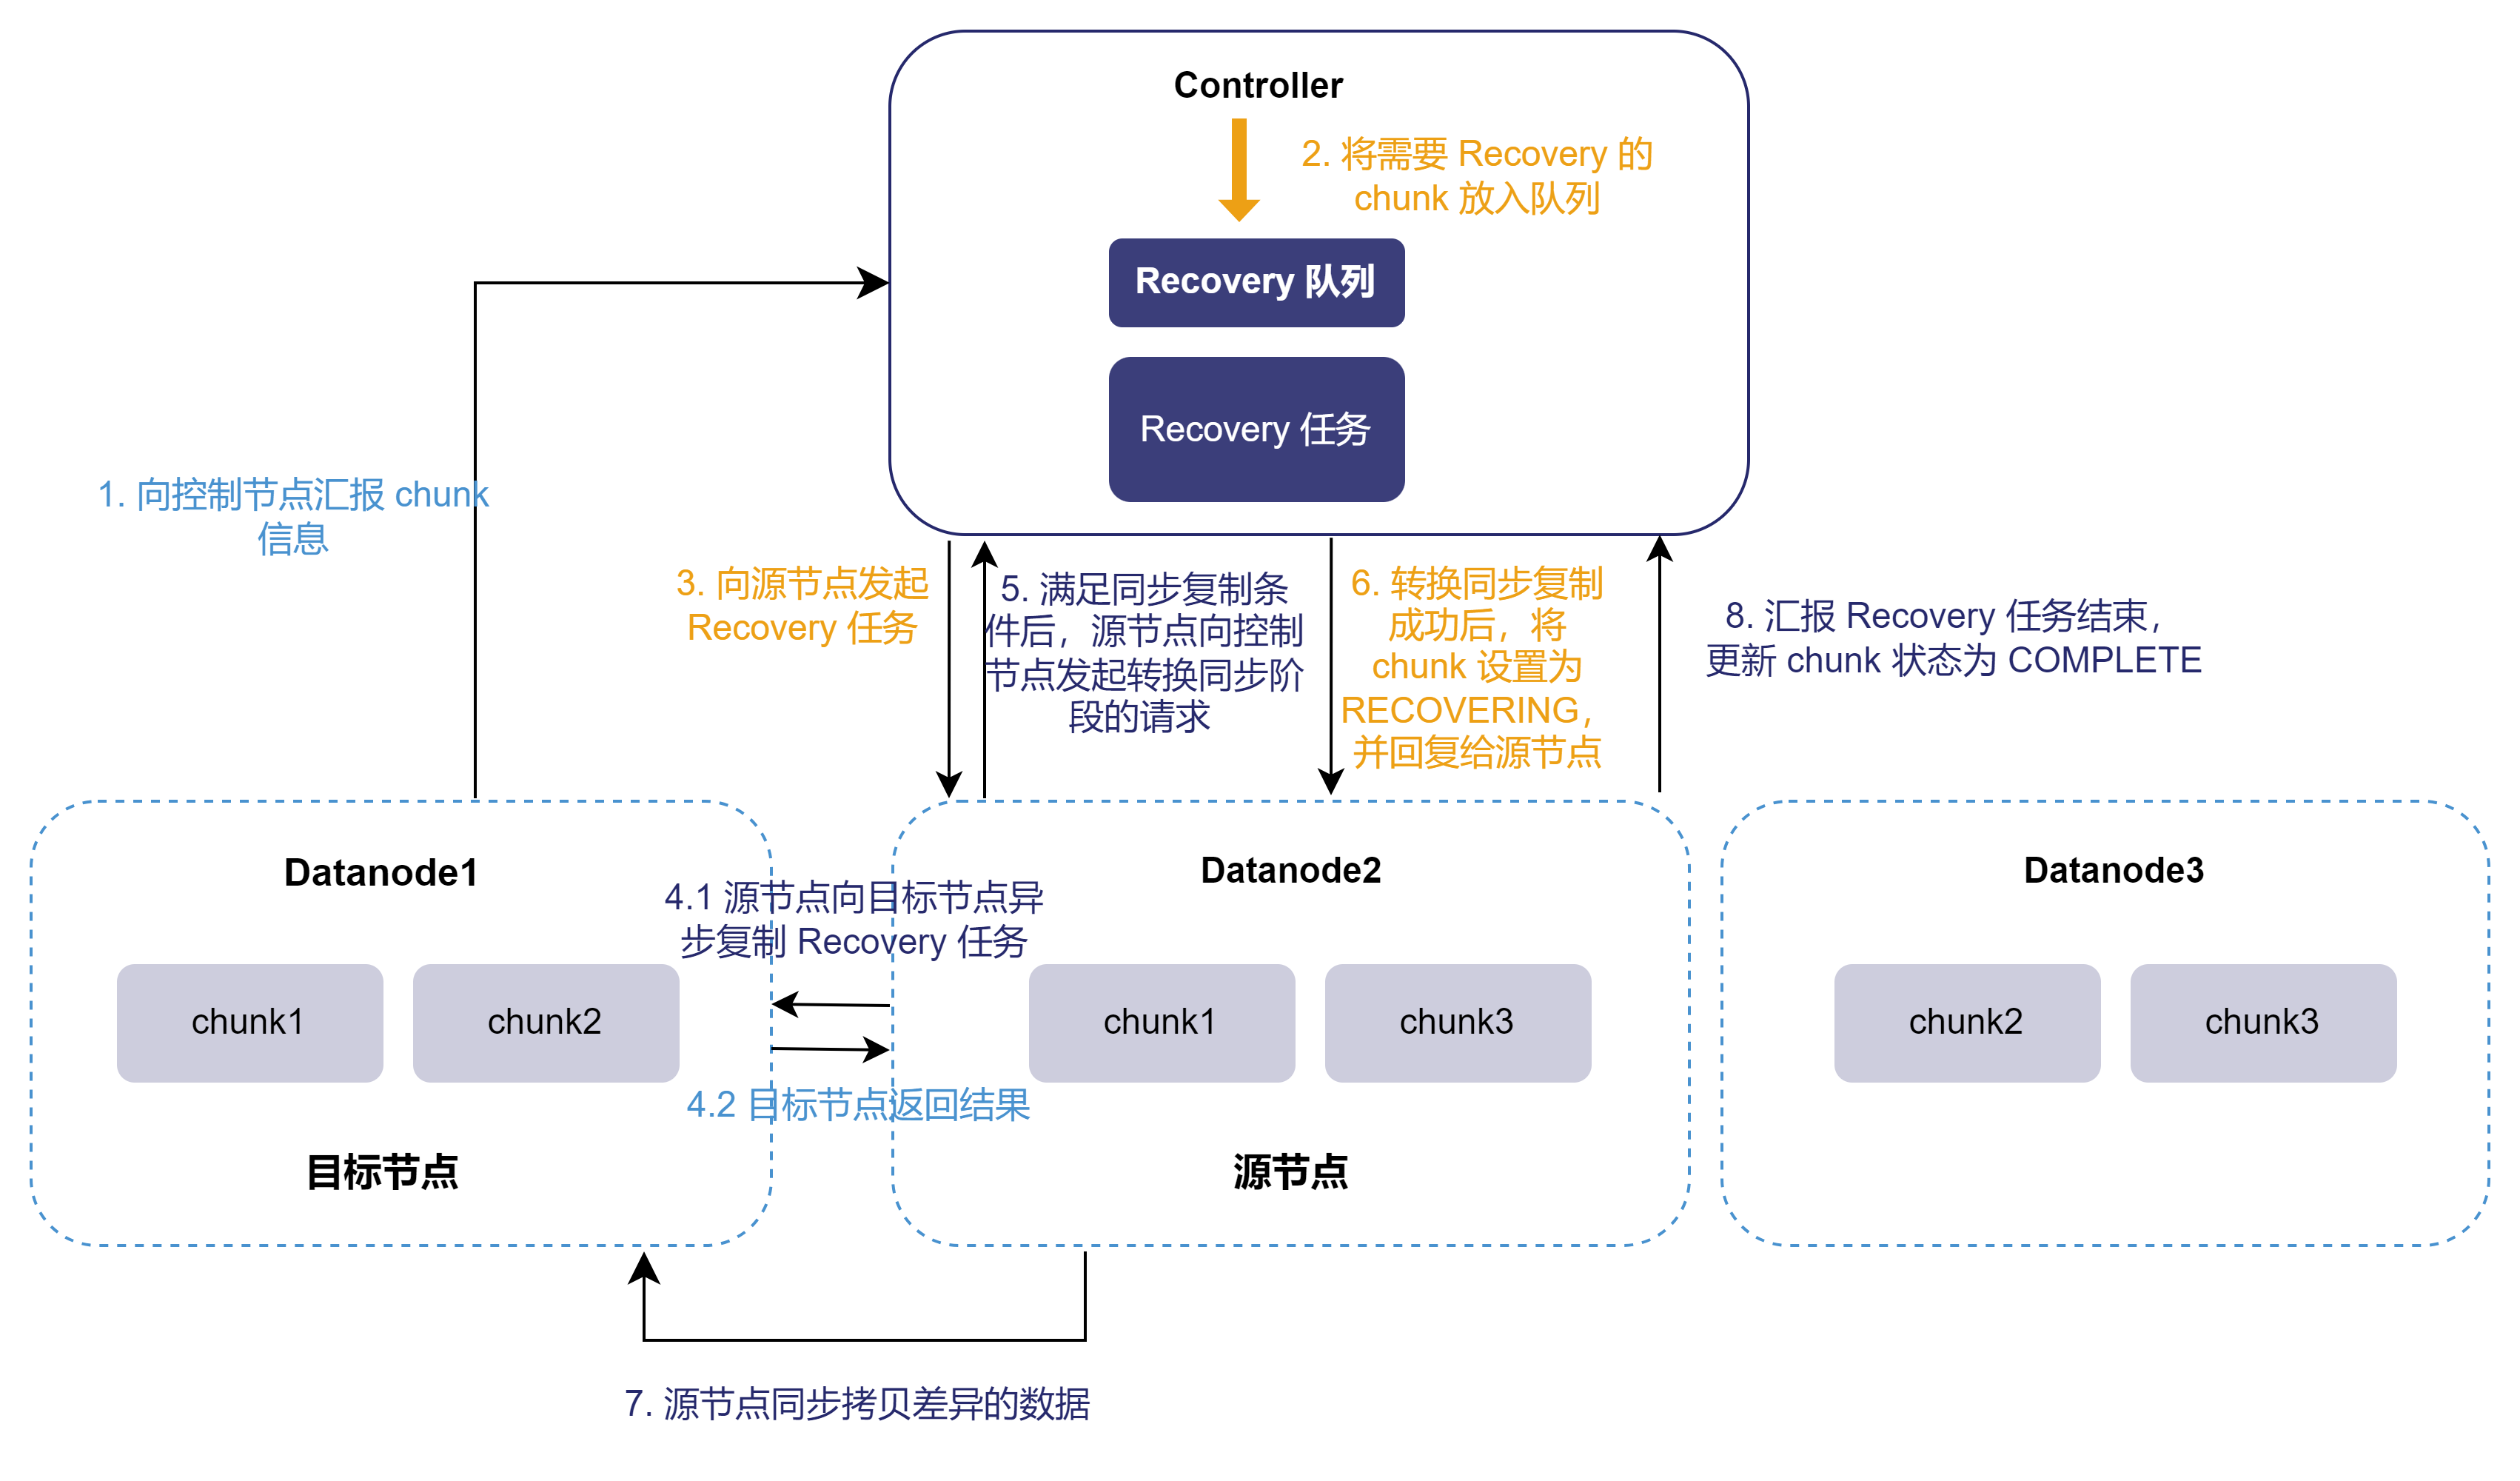 Controller
2. 将需要 Recovery 的
chunk 放入队列
Recovery 队列
Recovery 任务
1. 向控制节点汇报 chunk
信息
3. 向源节点发起
Recovery 任务
5. 满足同步复制条
件后，源节点向控制
节点发起转换同步阶
段的请求
6. 转换同步复制
成功后，将
chunk 设置为
RECOVERING，
并回复给源节点
8. 汇报 Recovery 任务结束，
更新 chunk 状态为 COMPLETE
Datanode1
chunk1
chunk2
目标节点
4.1 源节点向目标节点异
步复制 Recovery 任务
4.2 目标节点返回结果
Datanode2
chunk1
chunk3
源节点
Datanode3
chunk2
chunk3
7. 源节点同步拷贝差异的数据